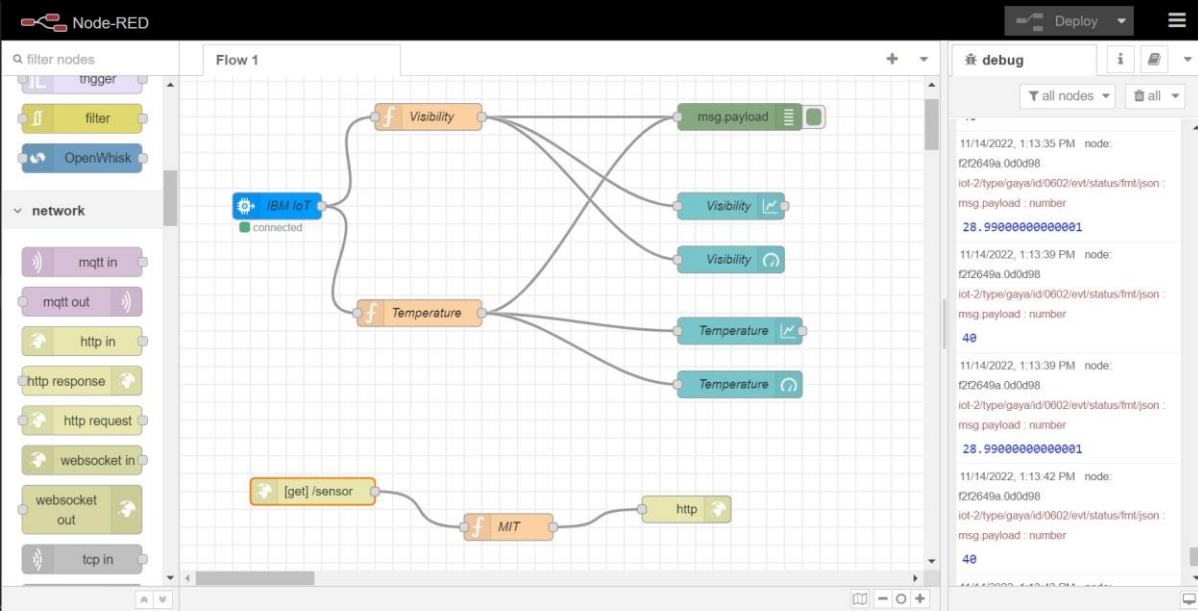 Node-RED
Deploy
filter nodes
trigger
filter
OpenWhisk
network
mqtt in
mqtt out
http in
http response
http request
websocket in
websocket
out
tcp in
Flow 1
Visibility
msg.payload
IBM IoT
connected
Visibility
Visibility
Temperature
Temperature
Temperature
[get] /sensor
MIT
http
debug
i
all nodes
all
11/14/2022, 1:13:35 PM node:
f2f2649a.0d0d98
iot-2/type/gaya/id/0602/evt/status/fmt/json :
msg.payload : number
28.99000000000001
11/14/2022, 1:13:39 PM node:
f2f2649a.0d0d98
iot-2/type/gaya/id/0602/evt/status/fmt/json :
msg.payload : number
40
11/14/2022, 1:13:39 PM node:
f2f2649a.0d0d98
iot-2/type/gaya/id/0602/evt/status/fmt/json :
msg.payload : number
28.99000000000001
11/14/2022, 1:13:42 PM node:
f2f2649a.0d0d98
iot-2/type/gaya/id/0602/evt/status/fmt/json :
msg.payload : number
40